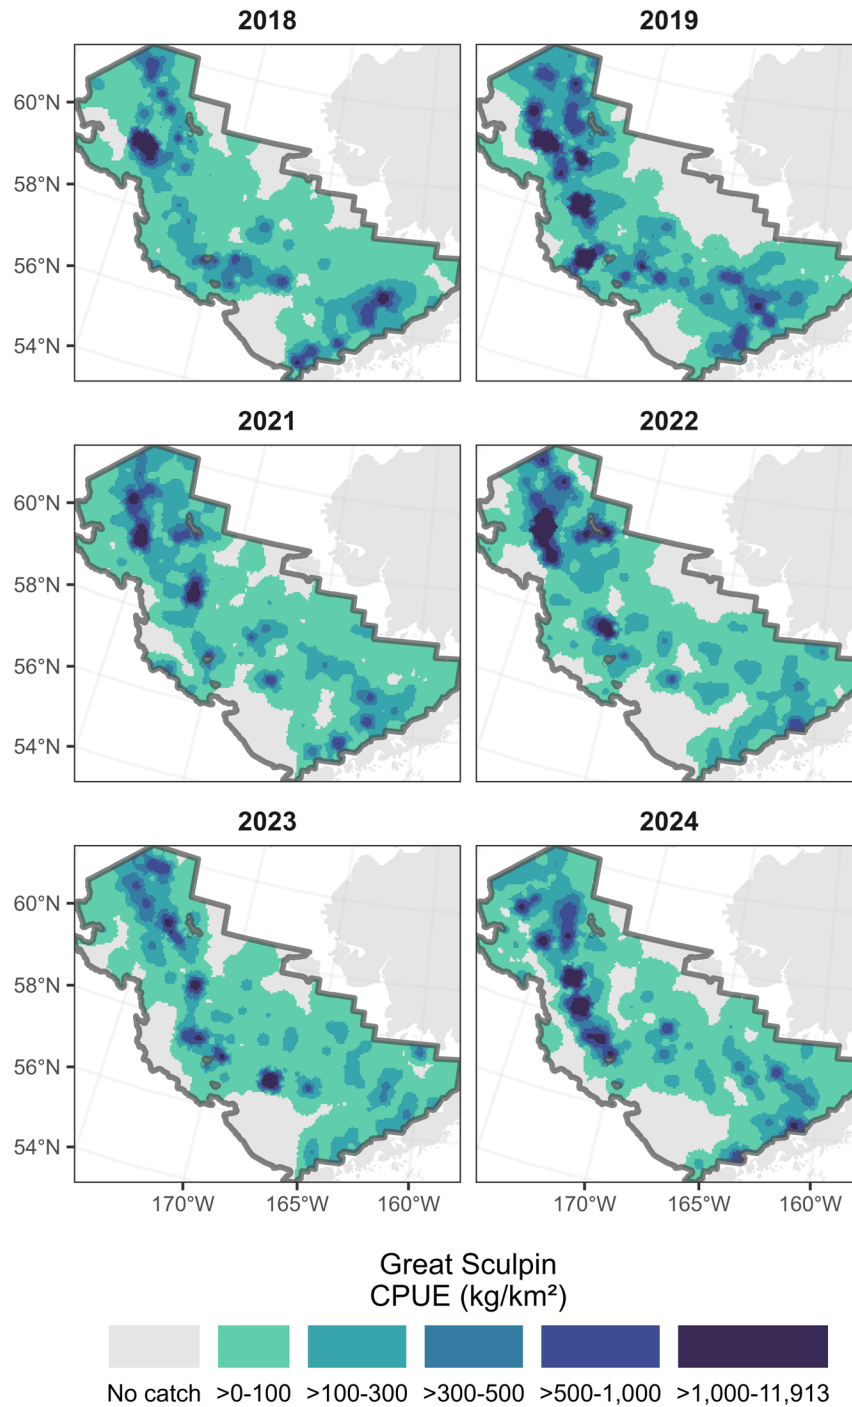 2018 2019
60°N
58°N
56°N
54°N
2021 2022
60°N
58°N
56°N
54°N
2023 2024
60°N
58°N
56°N
54°N
170°W 165°W 160°W 170°W 165°W 160°W
Great Sculpin
CPUE (kg/km²)
No catch >0-100 >100-300 >300-500 >500-1,000 >1,000-11,913